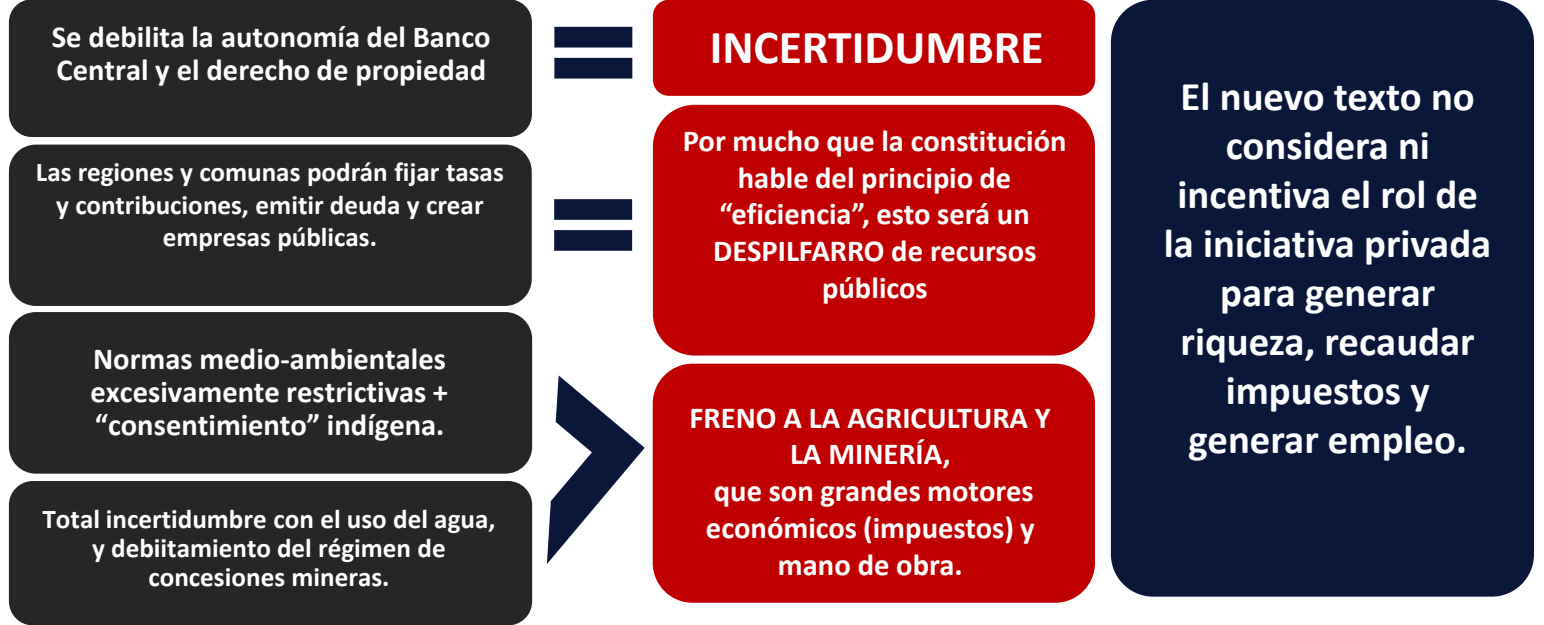 Se debilita la autonomía del Banco
Central y el derecho de propiedad
INCERTIDUMBRE
Las regiones y comunas podrán fijar tasas
y contribuciones, emitir deuda y crear
empresas públicas.
Por mucho que la constitución
hable del principio de
“eficiencia”, esto será un
DESPILFARRO de recursos
públicos
Normas medio-ambientales
excesivamente restrictivas +
“consentimiento” indígena.
Total incertidumbre con el uso del agua,
y debiitamiento del régimen de
concesiones mineras.
FRENO A LA AGRICULTURA Y
LA MINERÍA,
que son grandes motores
económicos (impuestos) y
mano de obra.
El nuevo texto no
considera ni
incentiva el rol de
la iniciativa privada
para generar
riqueza, recaudar
impuestos y
generar empleo.